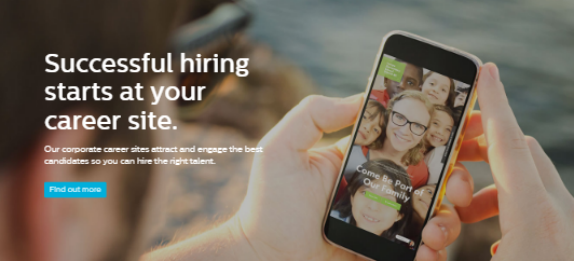 Successful hiring
starts at your
career site.
Our corporate career sites attract and engage the best
candidates so you can hire the right talent.
Find out more
Come Be Part of
Our Family